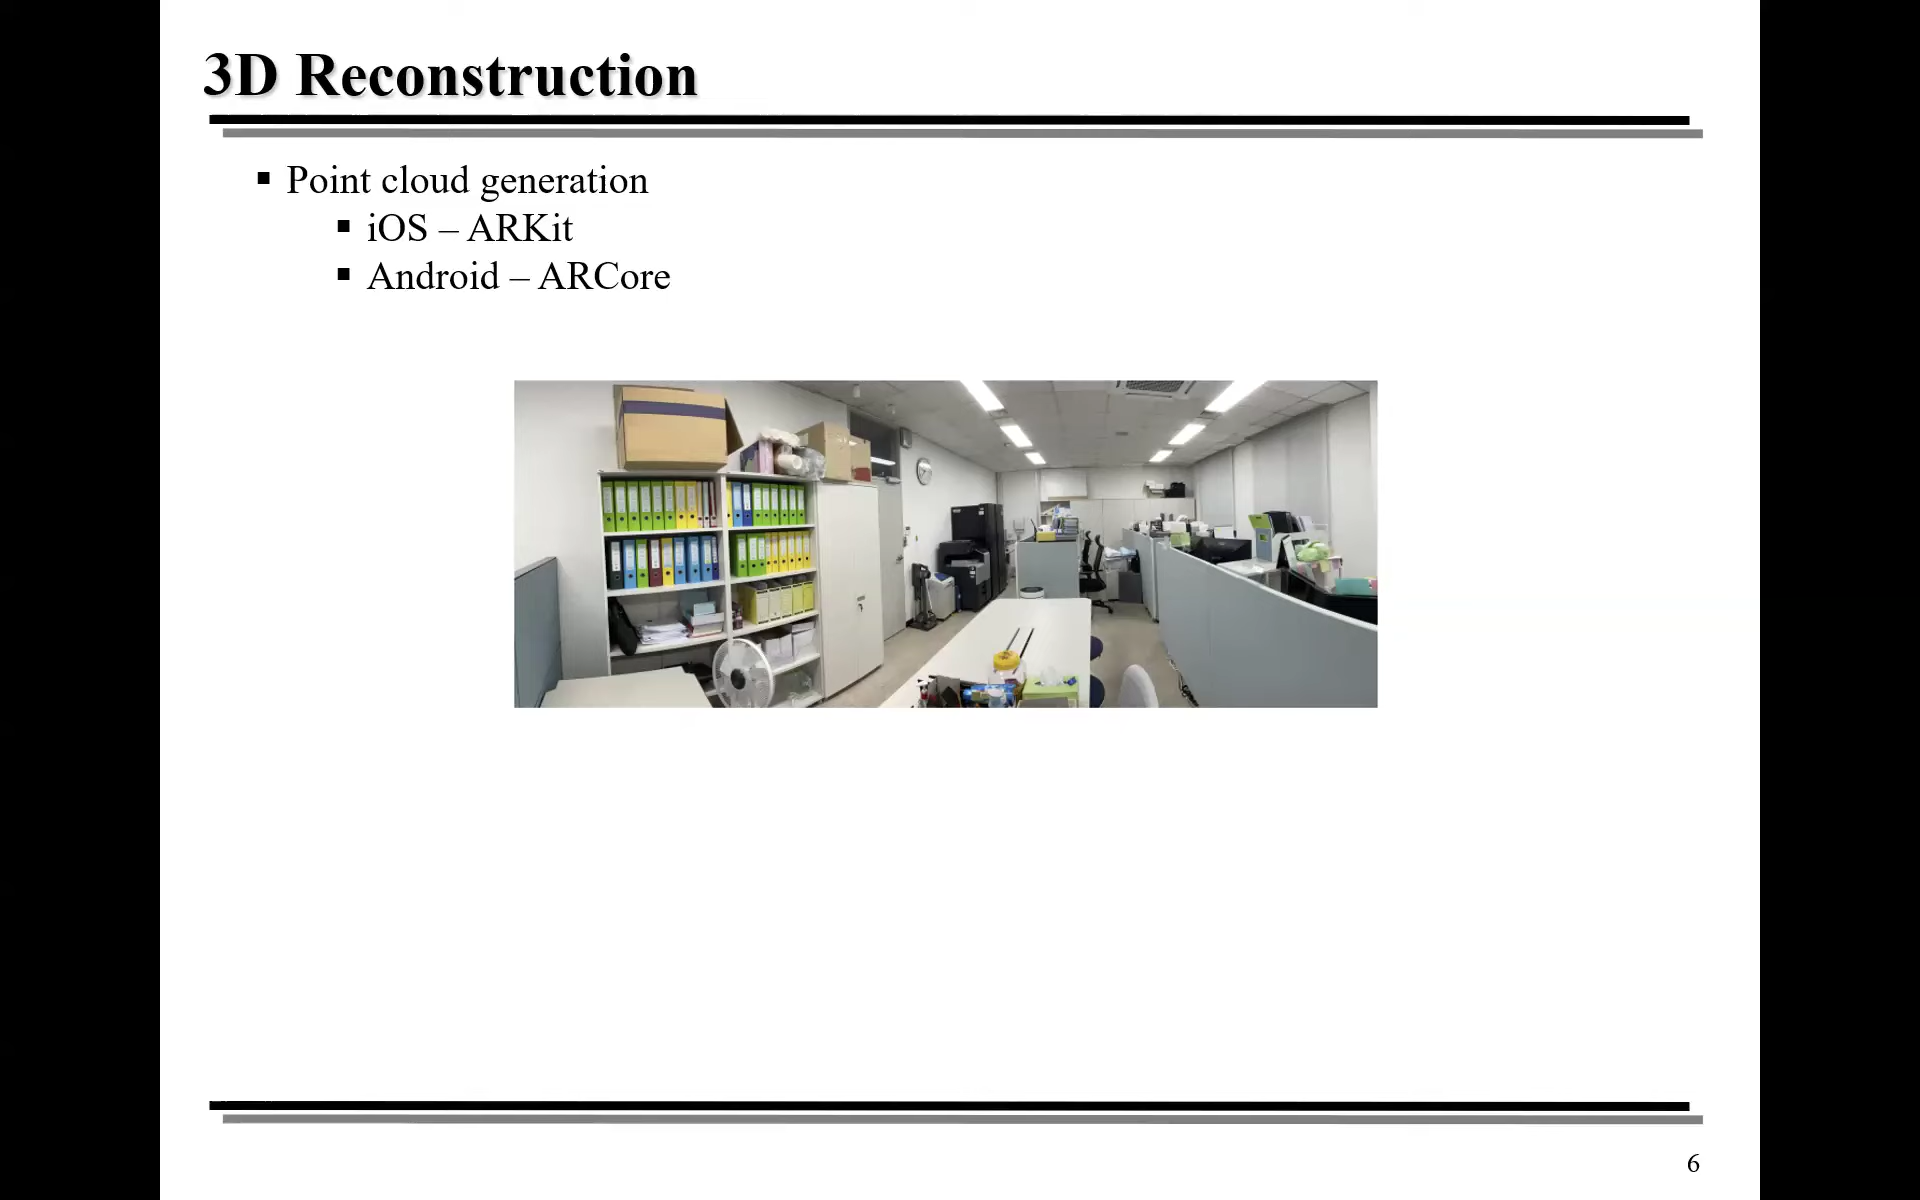 3D Reconstruction
▪ Point cloud generation
▪ iOS – ARKit
▪ Android – ARCore
6